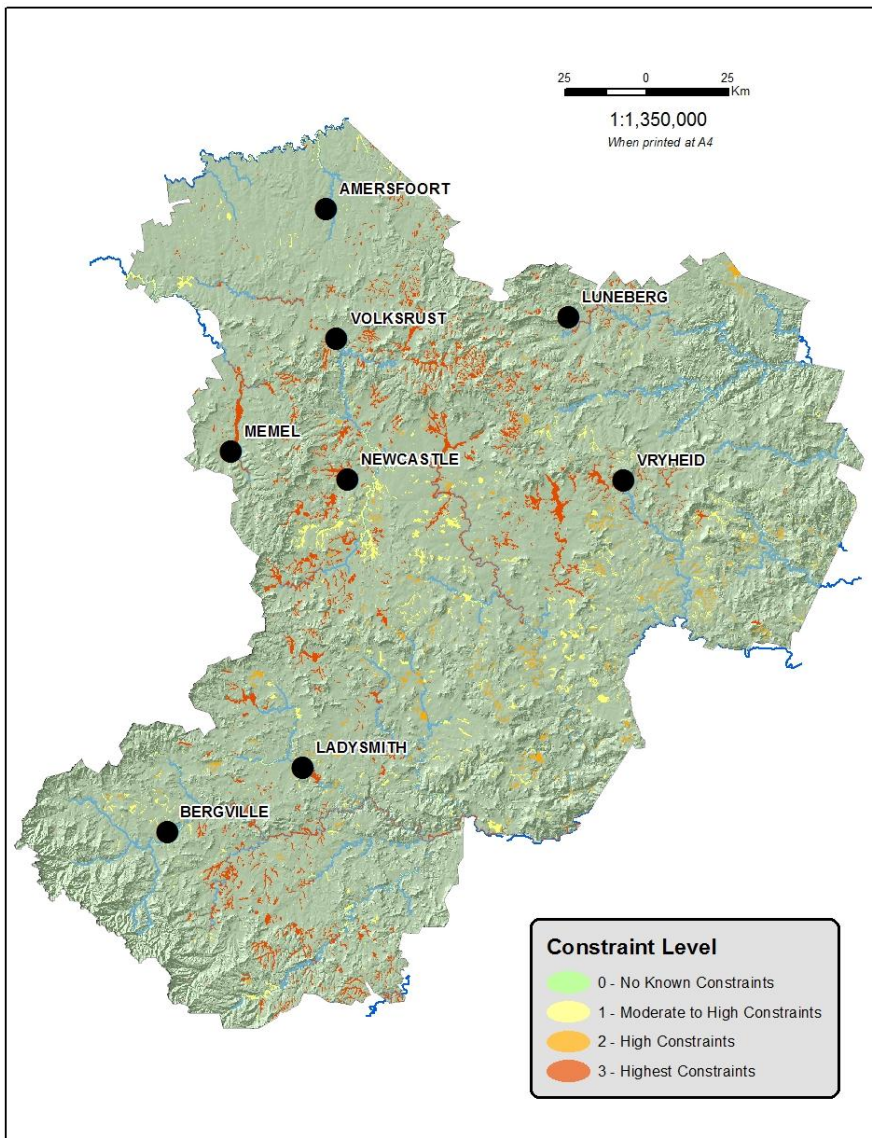 25 0 25
Km
1:1,350,000
When printed at A4
AMERSFOORT
LUNEBERG
VOLKSRUST
MEMEL
NEWCASTLE
VRYHEID
LADYSMITH
BERGVILLE
Constraint Level
0 - No Known Constraints
1 - Moderate to High Constraints
2 - High Constraints
3 - Highest Constraints